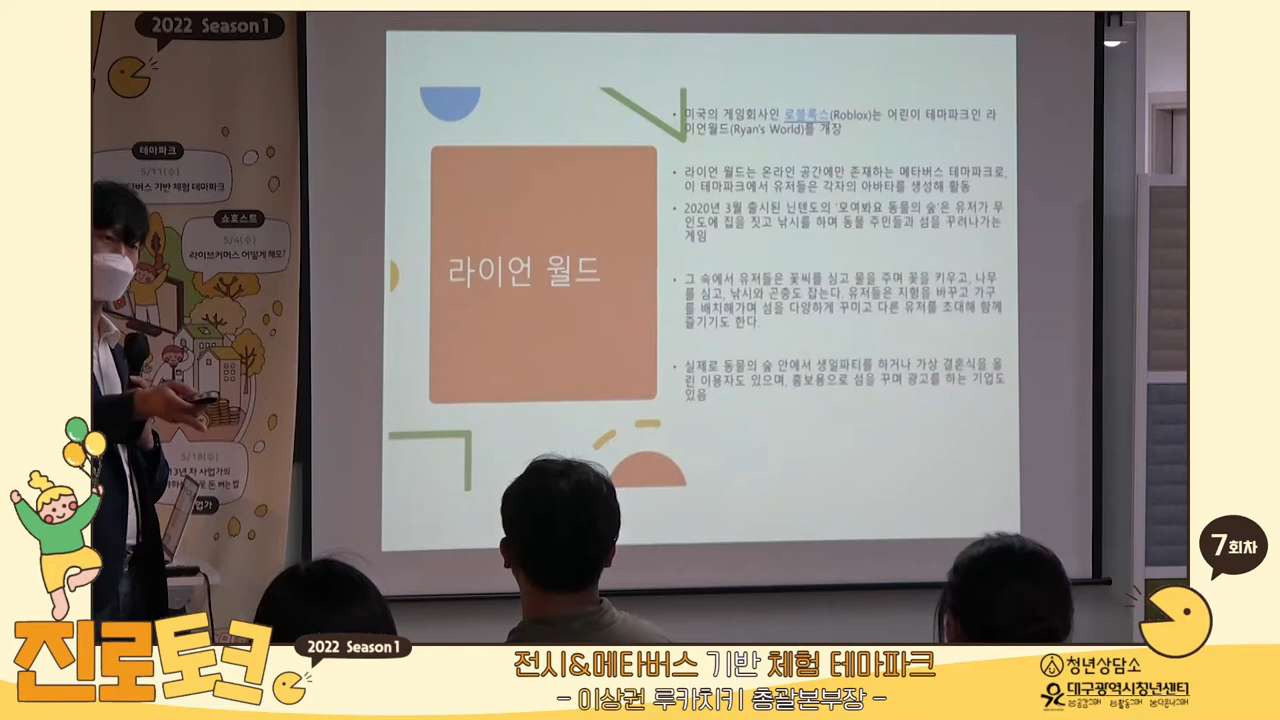 2022 Season1
테마파크
5/11(수)
타버스 기반 체험 테마파크
쇼호스트
5/4(수)
라이브커머스 어떻게 해요?
5/18(수)
13년 차 사업가의
로 돈 버는법
업가
라이언 월드
• 미국의 게임회사인 로블록스(Roblox)는 어린이 테마파크인 라
이언월드(Ryan's World)를 개장
• 라이언 월드는 온라인 공간에만 존재하는 메타버스 테마파크로,
이 테마파크에서 유저들은 각자의 아바타를 생성해 활동
• 2020년 3월 출시된 닌텐도의 '모여봐요 동물의 숲'은 유저가 무
인도에 집을 짓고 낚시를 하며 동물 주민들과 섬을 꾸려나가는
게임
• 그 속에서 유저들은 꽃씨를 심고 물을 주며 꽃을 키우고, 나무
를 심고, 낚시와 곤충도 잡는다. 유저들은 지형을 바꾸고 가구
를 배치해가며 섬을 다양하게 꾸미고 다른 유저를 초대해 함께
즐기기도 한다.
• 실제로 동물의 숲 안에서 생일파티를 하거나 가상 결혼식을 올
린 이용자도 있으며, 홍보용으로 섬을 꾸며 광고를 하는 기업도
있음
7회차
진로토크
2022 Season1
전시&메타버스 기반 체험 테마파크
- 이상권 루카치키 총괄본부장 -
청년상담소
대구광역시청년센터